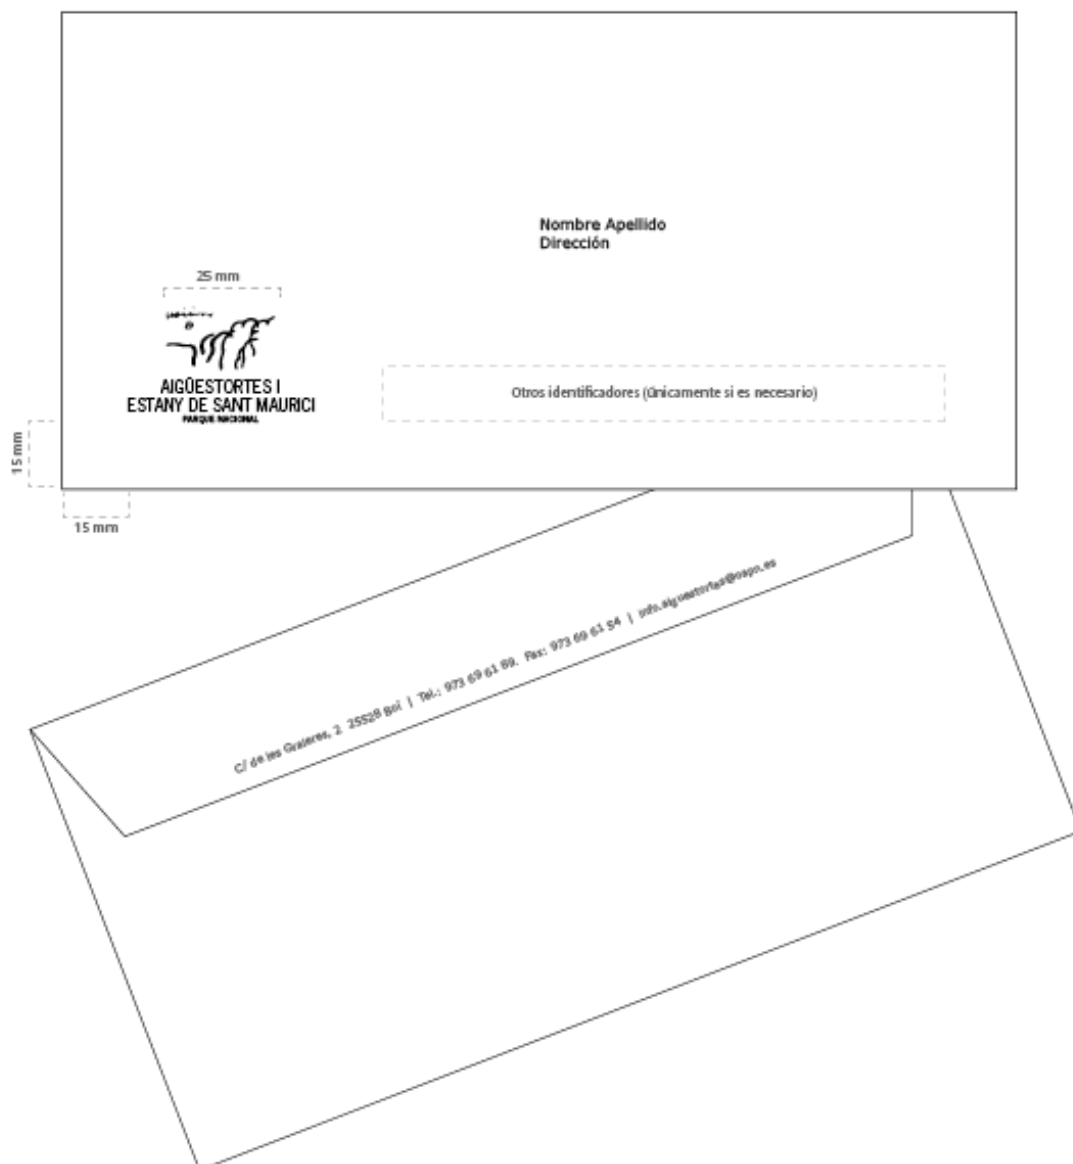 Nombre Apellido
Dirección
25 mm
AIGÜESTORTES I
ESTANY DE SANT MAURICI
PARQUE NACIONAL
Otros identificadores (únicamente si es necesario)
15 mm
15 mm
C/ de les Graieres, 2 25528 Boí | Tel.: 973 69 61 89. Fax: 973 69 61 54 | info.aiguestortes@oapn.es